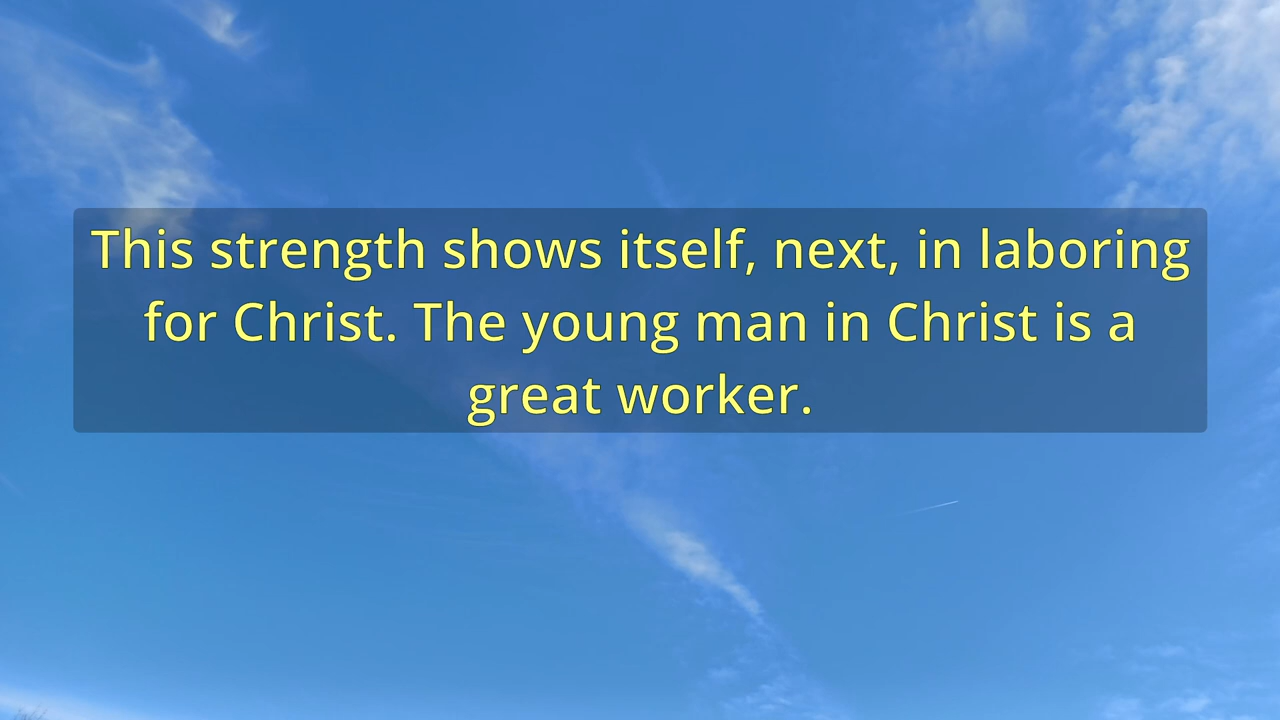 This strength shows itself, next, in laboring
for Christ. The young man in Christ is a
great worker.